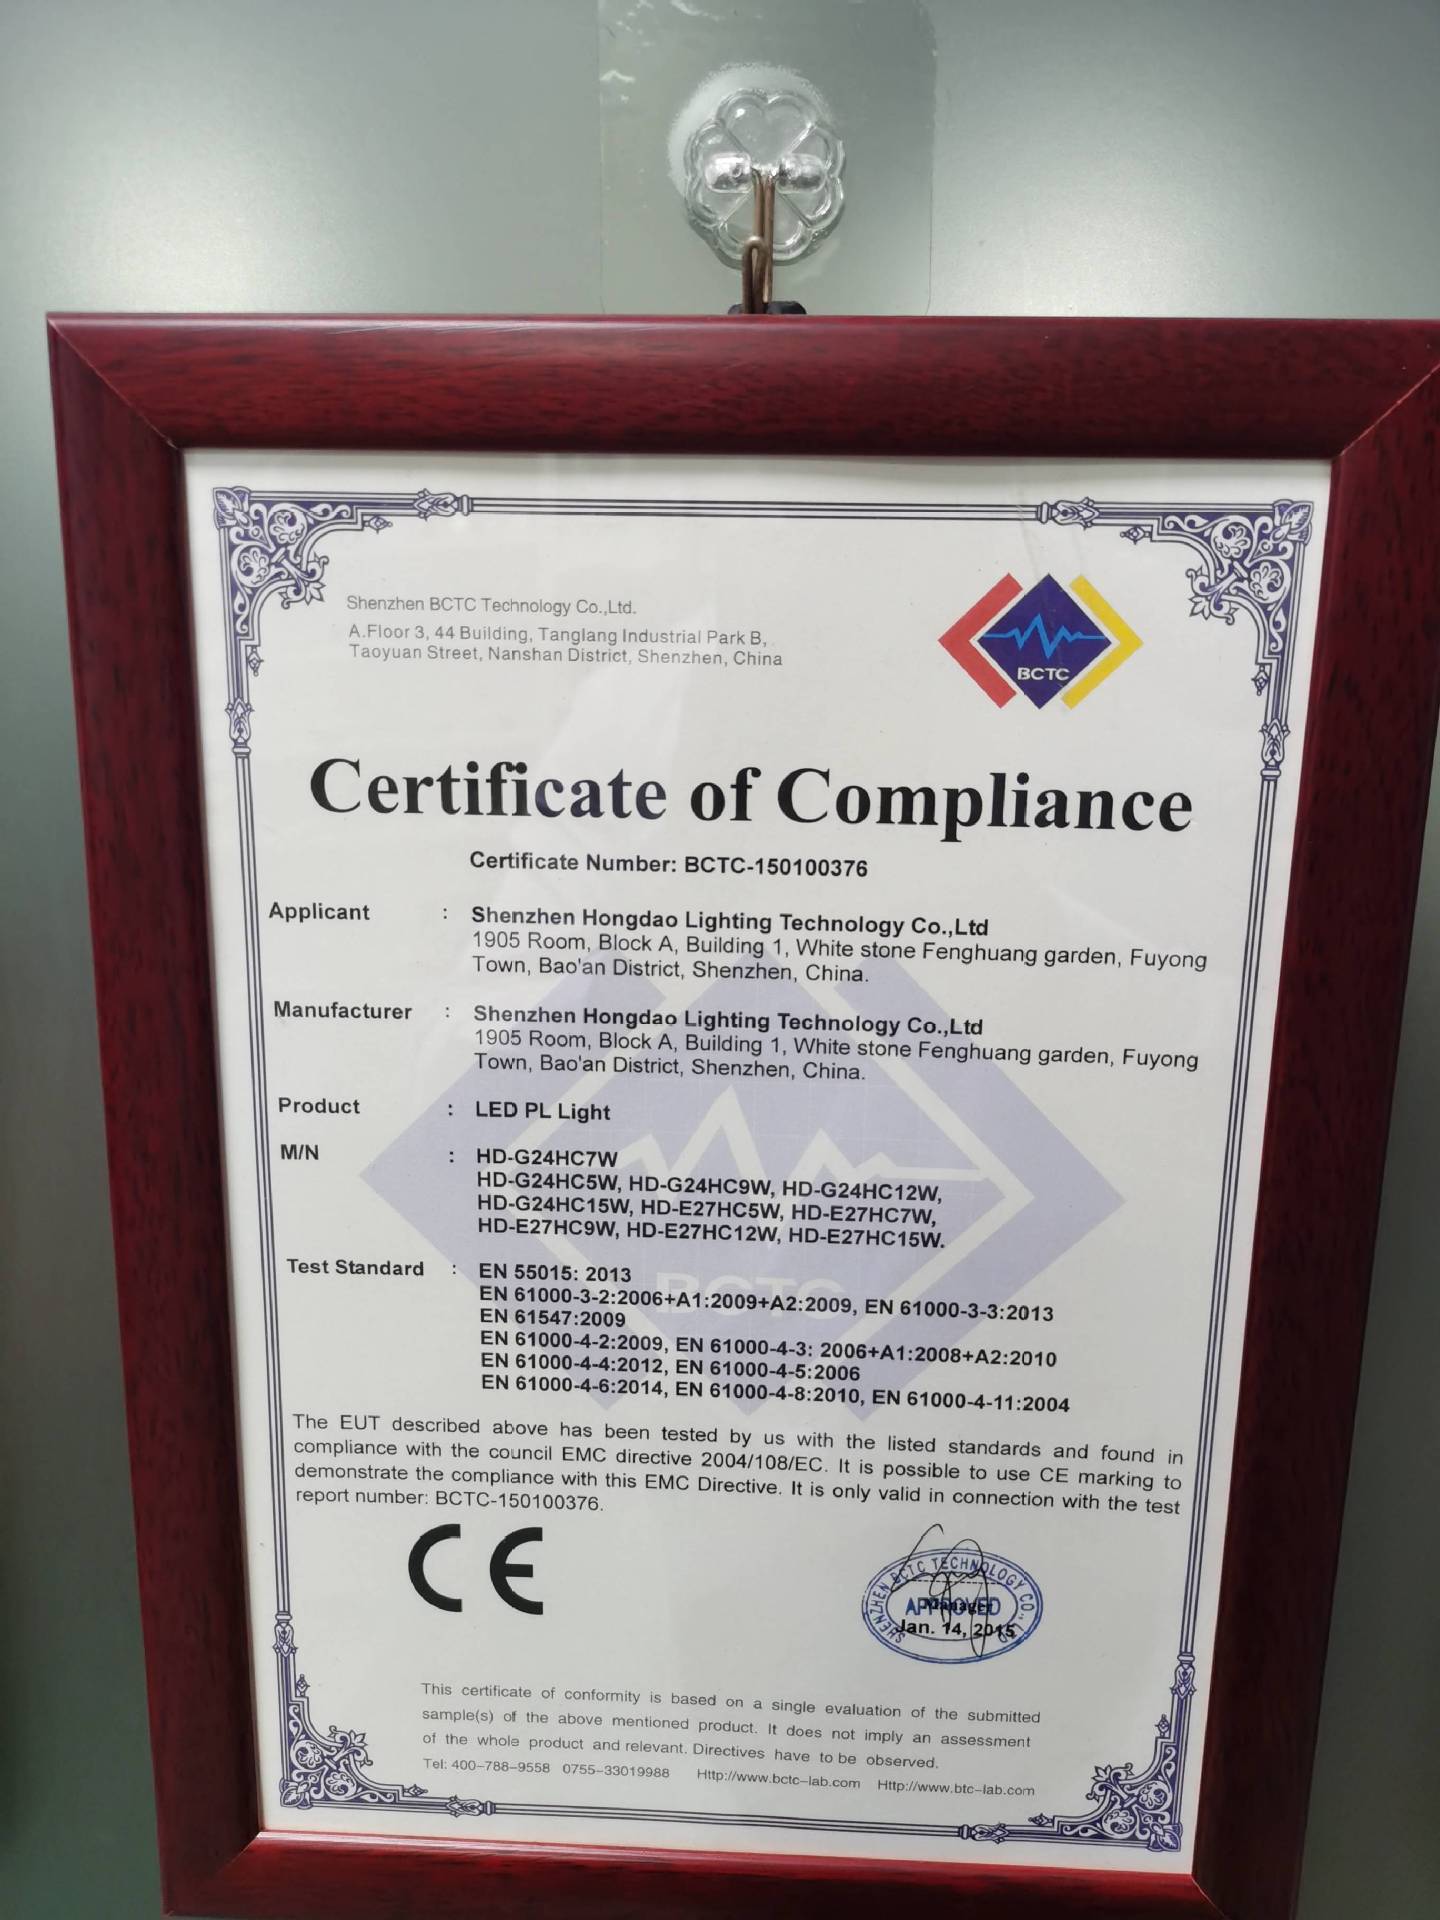 Shenzhen BCTC Technology Co.,Ltd.
A.Floor 3, 44 Building, Tanglang Industrial Park B,
Taoyuan Street, Nanshan District, Shenzhen, China
BCTC
Certificate of Compliance
Certificate Number: BCTC-150100376
Applicant : Shenzhen Hongdao Lighting Technology Co.,Ltd
1905 Room, Block A, Building 1, White stone Fenghuang garden, Fuyong
Town, Bao'an District, Shenzhen, China.
Manufacturer : Shenzhen Hongdao Lighting Technology Co.,Ltd
1905 Room, Block A, Building 1, White stone Fenghuang garden, Fuyong
Town, Bao'an District, Shenzhen, China.
Product : LED PL Light
M/N : HD-G24HC7W
HD-G24HC5W, HD-G24HC9W, HD-G24HC12W,
HD-G24HC15W, HD-E27HC5W, HD-E27HC7W,
HD-E27HC9W, HD-E27HC12W, HD-E27HC15W.
Test Standard : EN 55015: 2013
BCTC
EN 61000-3-2:2006+A1:2009+A2:2009, EN 61000-3-3:2013
EN 61547:2009
EN 61000-4-2:2009, EN 61000-4-3: 2006+A1:2008+A2:2010
EN 61000-4-4:2012, EN 61000-4-5:2006
EN 61000-4-6:2014, EN 61000-4-8:2010, EN 61000-4-11:2004
The EUT described above has been tested by us with the listed standards and found in
compliance with the council EMC directive 2004/108/EC. It is possible to use CE marking to
demonstrate the compliance with this EMC Directive. It is only valid in connection with the test
report number: BCTC-150100376.
CE
SHENZHEN BCTC TECHNOLOGY CO., LTD
APPROVED
Manager
Jan. 14, 2015
This certificate of conformity is based on a single evaluation of the submitted
sample(s) of the above mentioned product. It does not imply an assessment
of the whole product and relevant. Directives have to be observed.
Tel: 400-788-9558 0755-33019988 Http://www.bctc-lab.com Http://www.btc-lab.com